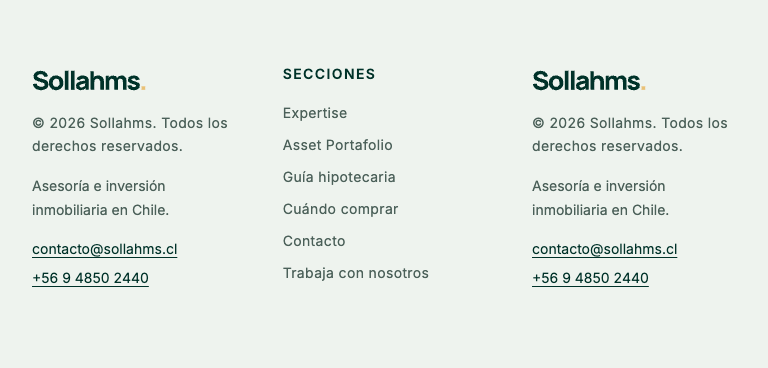 Sollahms.
© 2026 Sollahms. Todos los
derechos reservados.
Asesoría e inversión
inmobiliaria en Chile.
contacto@sollahms.cl
+56 9 4850 2440
SECCIONES
Expertise
Asset Portafolio
Guía hipotecaria
Cuándo comprar
Contacto
Trabaja con nosotros
Sollahms.
© 2026 Sollahms. Todos los
derechos reservados.
Asesoría e inversión
inmobiliaria en Chile.
contacto@sollahms.cl
+56 9 4850 2440